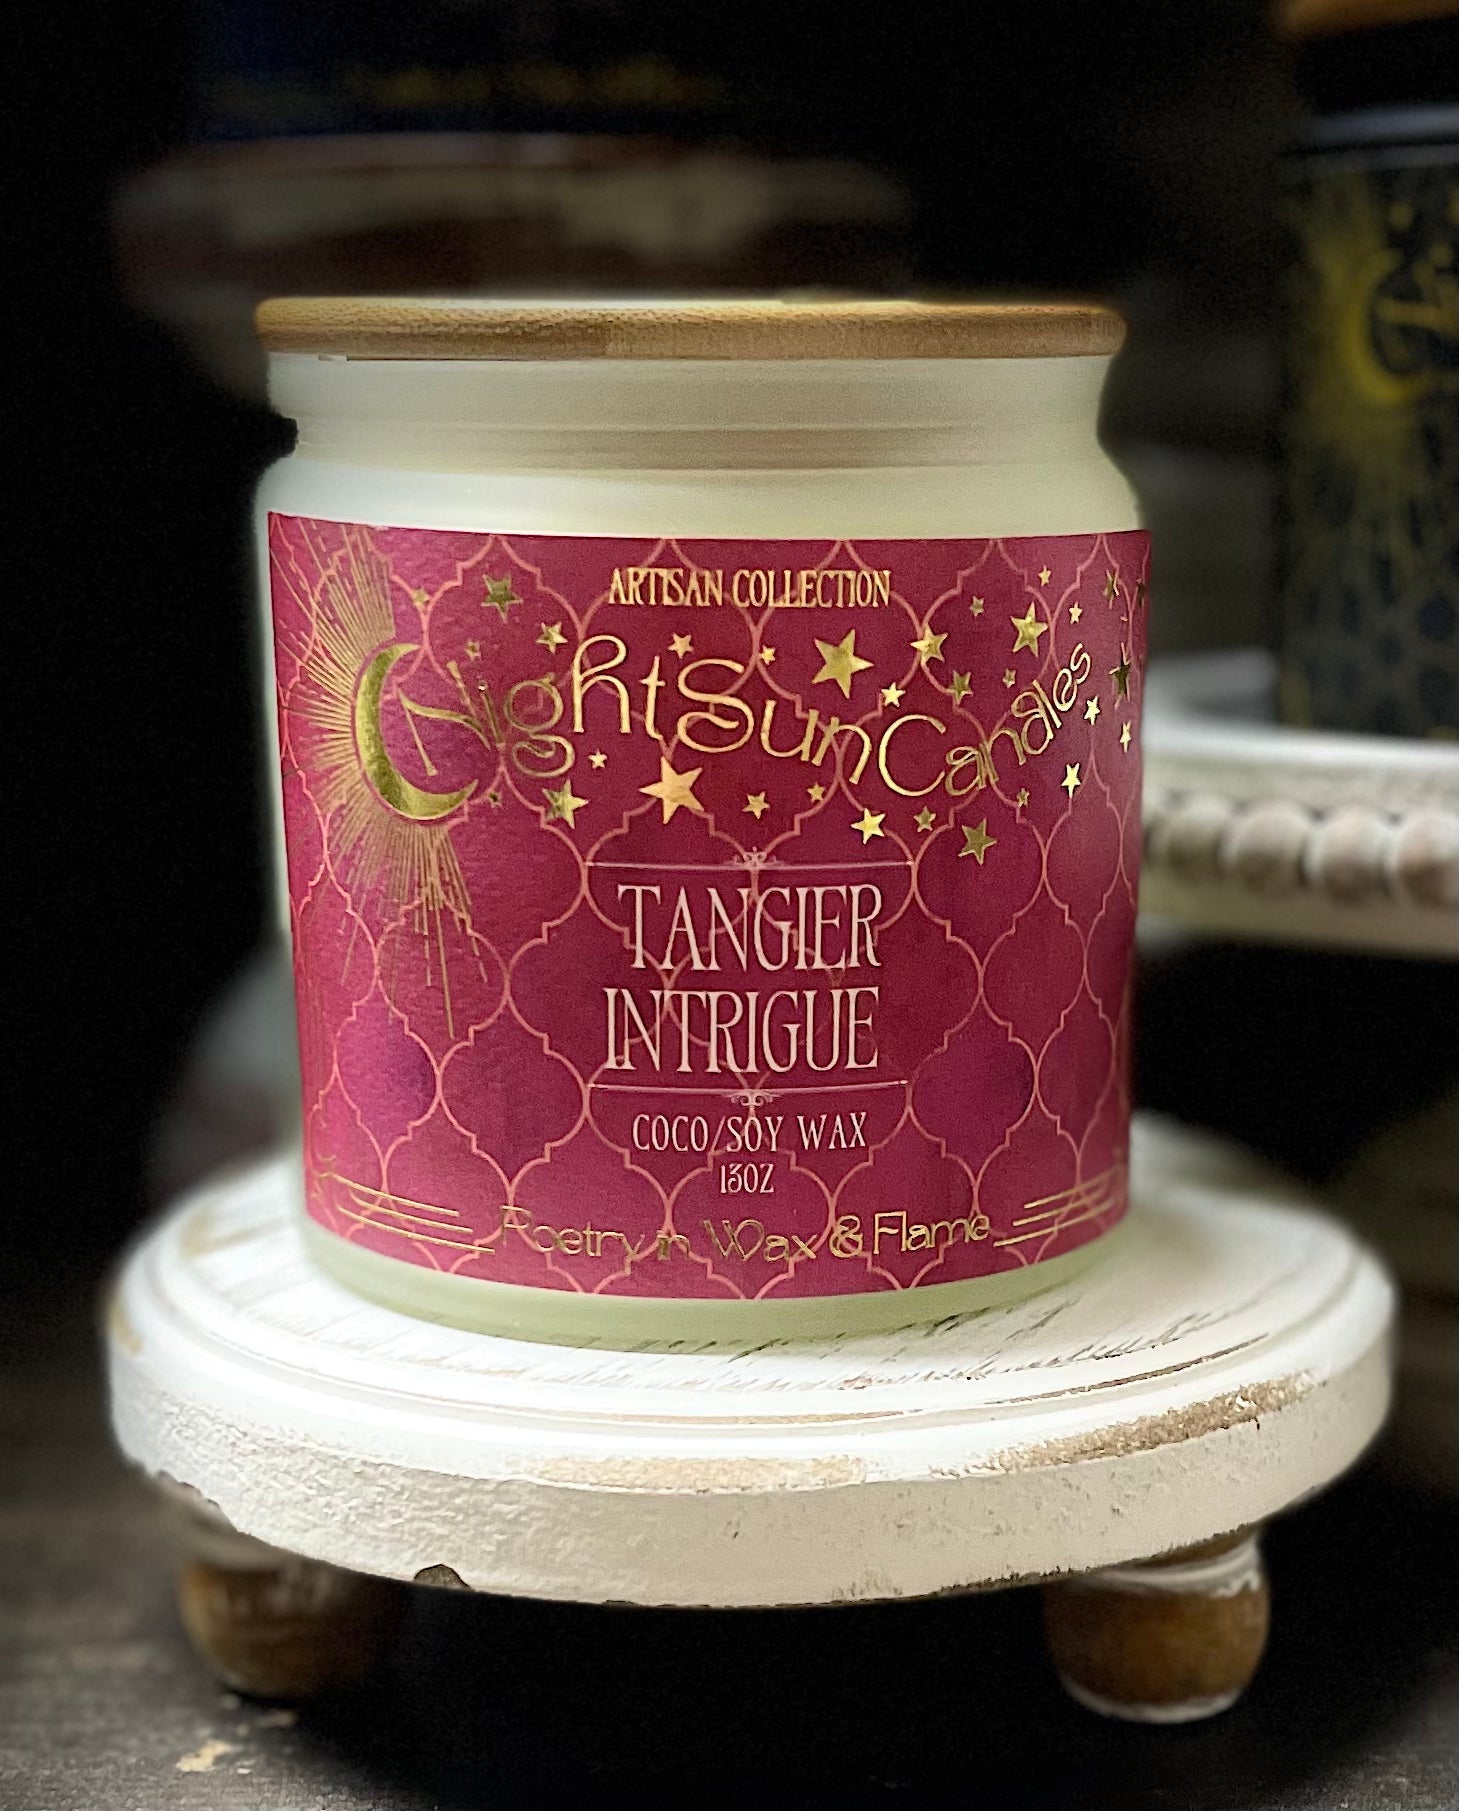 ARTISAN COLLECTION
NightSunCandles
TANGIER
INTRIGUE
COCO/SOY WAX
13OZ
Poetry in Wax & Flame